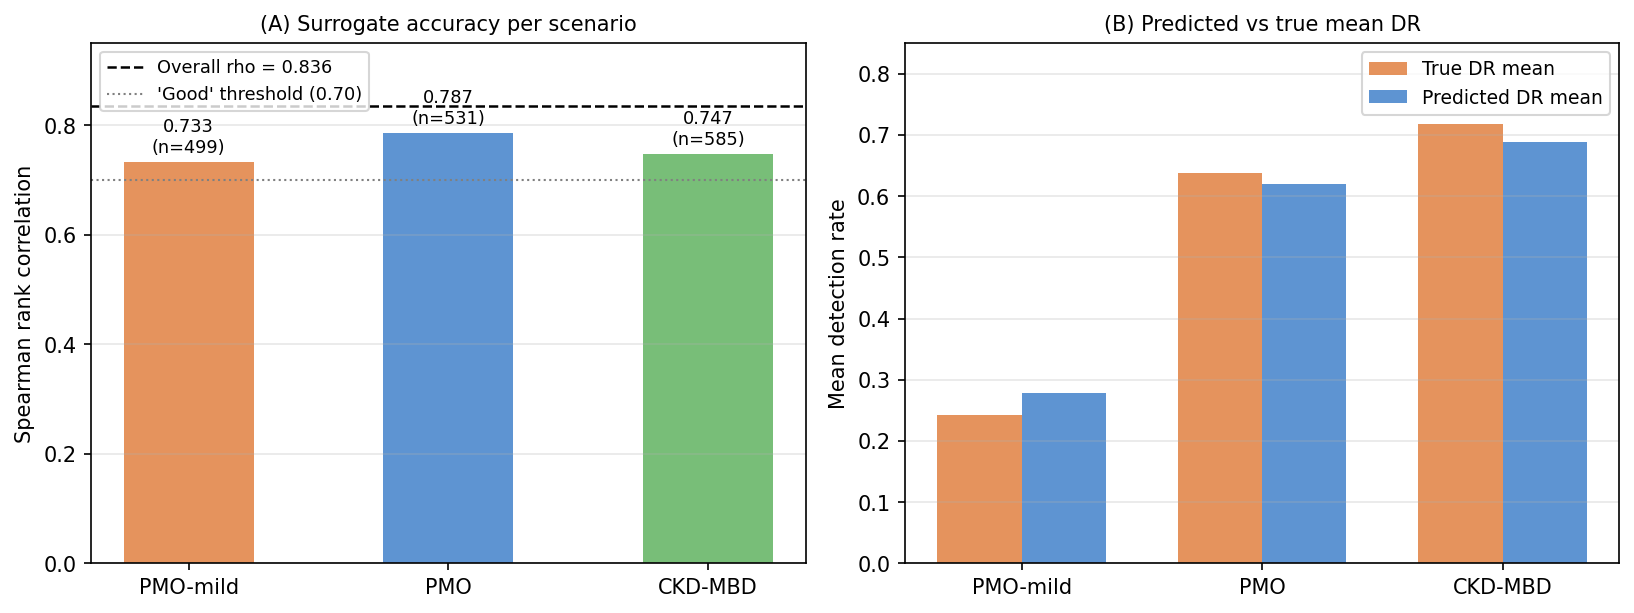 (A) Surrogate accuracy per scenario
Overall rho = 0.836
'Good' threshold (0.70)
0.733
(n=499)
0.787
(n=531)
0.747
(n=585)
Spearman rank correlation
0.8
0.6
0.4
0.2
0.0
PMO-mild
PMO
CKD-MBD
(B) Predicted vs true mean DR
True DR mean
Predicted DR mean
Mean detection rate
0.8
0.7
0.6
0.5
0.4
0.3
0.2
0.1
0.0
PMO-mild
PMO
CKD-MBD